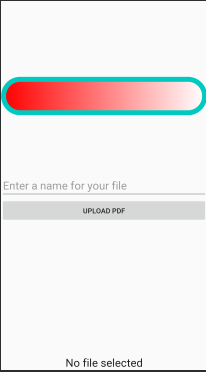 Enter a name for your file
UPLOAD PDF
No file selected